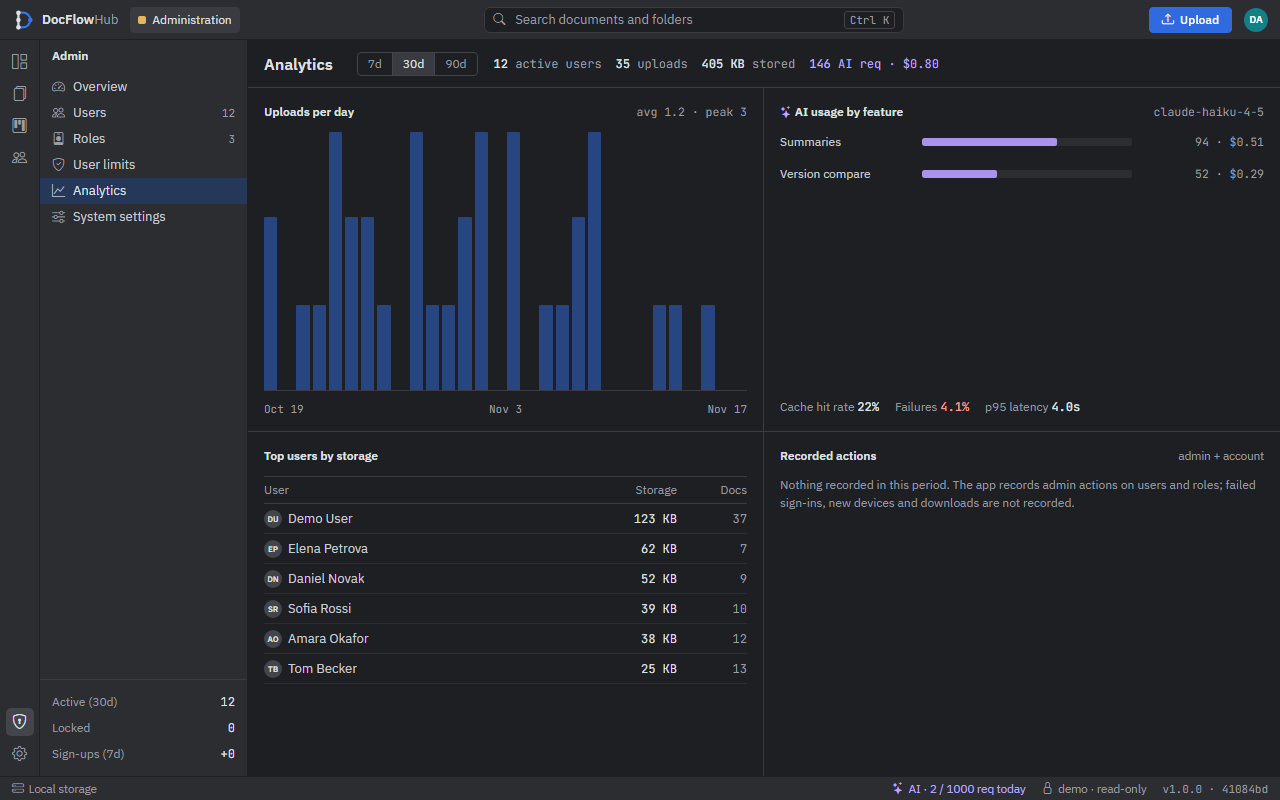 DocFlowHub
Administration
Search documents and folders
Ctrl K
Upload
DA
Admin
Overview
Users 12
Roles 3
User limits
Analytics
System settings
Active (30d) 12
Locked 0
Sign-ups (7d) +0
Analytics
7d 30d 90d
12 active users 35 uploads 405 KB stored 146 AI req · $0.80
Uploads per day avg 1.2 · peak 3
Oct 19 Nov 3 Nov 17
AI usage by feature claude-haiku-4-5
Summaries 94 · $0.51
Version compare 52 · $0.29
Cache hit rate 22% Failures 4.1% p95 latency 4.0s
Top users by storage
User Storage Docs
DU Demo User 123 KB 37
EP Elena Petrova 62 KB 7
DN Daniel Novak 52 KB 9
SR Sofia Rossi 39 KB 10
AO Amara Okafor 38 KB 12
TB Tom Becker 25 KB 13
Recorded actions admin + account
Nothing recorded in this period. The app records admin actions on users and roles; failed
sign-ins, new devices and downloads are not recorded.
Local storage
AI · 2 / 1000 req today
demo · read-only
v1.0.0 · 41084bd